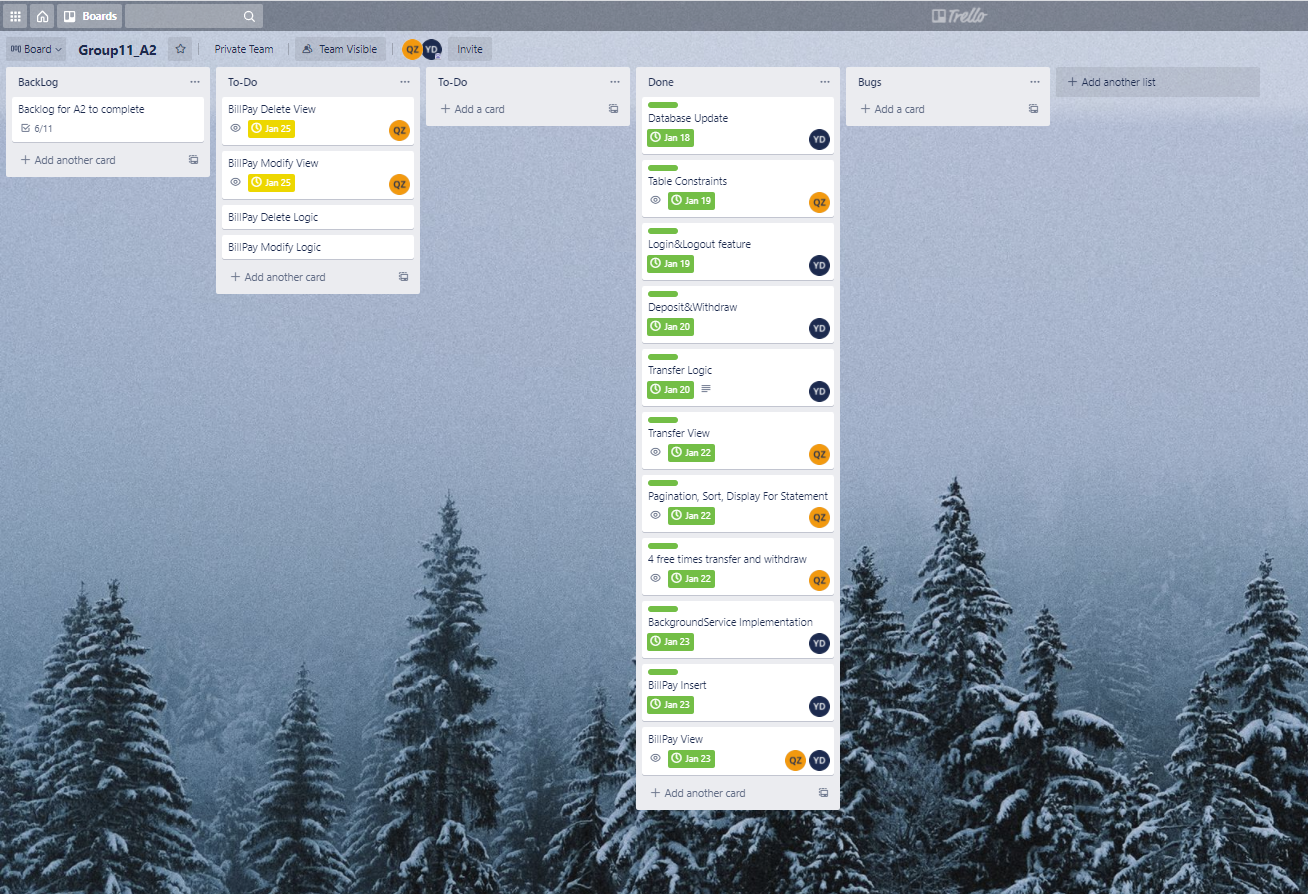 Boards
Trello
Board
Group11_A2
Private Team
Team Visible
QZ
YD
Invite
BackLog
Backlog for A2 to complete
6/11
Add another card
To-Do
BillPay Delete View
Jan 25
QZ
BillPay Modify View
Jan 25
QZ
BillPay Delete Logic
BillPay Modify Logic
Add another card
To-Do
Add a card
Done
Database Update
Jan 18
YD
Table Constraints
Jan 19
QZ
Login&Logout feature
Jan 19
YD
Deposit&Withdraw
Jan 20
YD
Transfer Logic
Jan 20
YD
Transfer View
Jan 22
QZ
Pagination, Sort, Display For Statement
Jan 22
QZ
4 free times transfer and withdraw
Jan 22
QZ
BackgroundService Implementation
Jan 23
YD
BillPay Insert
Jan 23
YD
BillPay View
Jan 23
QZ
YD
Add another card
Bugs
Add a card
Add another list